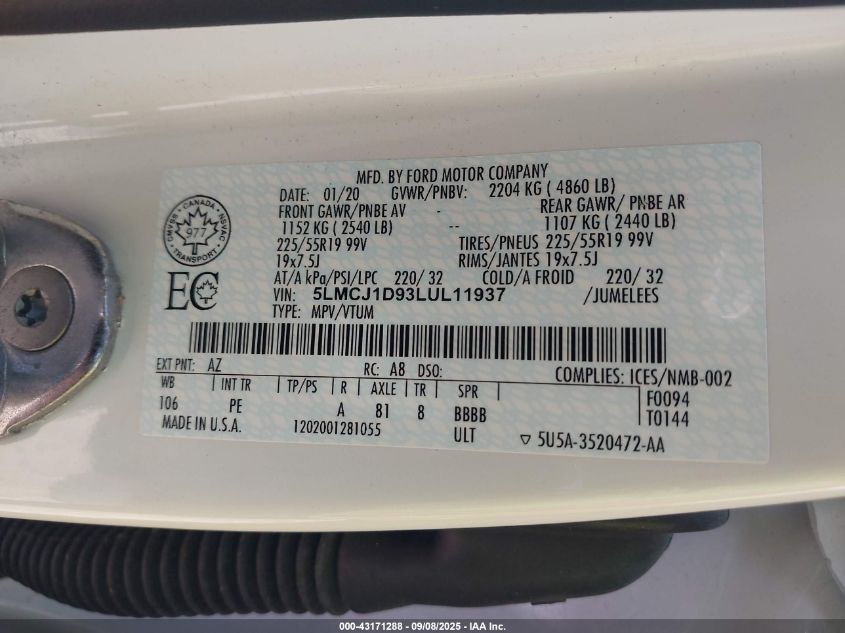 MFD. BY FORD MOTOR COMPANY
DATE: 01/20 GVWR/PNBV: 2204 KG ( 4860 LB)
FRONT GAWR/PNBE AV - REAR GAWR/ PNBE AR
1152 KG ( 2540 LB) -- 1107 KG ( 2440 LB)
225/55R19 99V TIRES/PNEUS 225/55R19 99V
19x7.5J RIMS/JANTES 19x7.5J
AT/A kPa/PSI/LPC 220/ 32 COLD/A FROID 220/ 32
VIN: 5LMCJ1D93LUL11937 /JUMELEES
TYPE: MPV/VTUM
CANADA
CMVSS NSVAC
977
TRANSPORT
EC
EXT PNT: AZ RC: A8 DSO: COMPLIES: ICES/NMB-002
WB | INT TR | TP/PS | R | AXLE | TR | SPR F0094
106 PE A 81 8 BBBB T0144
MADE IN U.S.A. 1202001281055 ULT ▽ 5U5A-3520472-AA
000-43171288 - 09/08/2025 - IAA Inc.